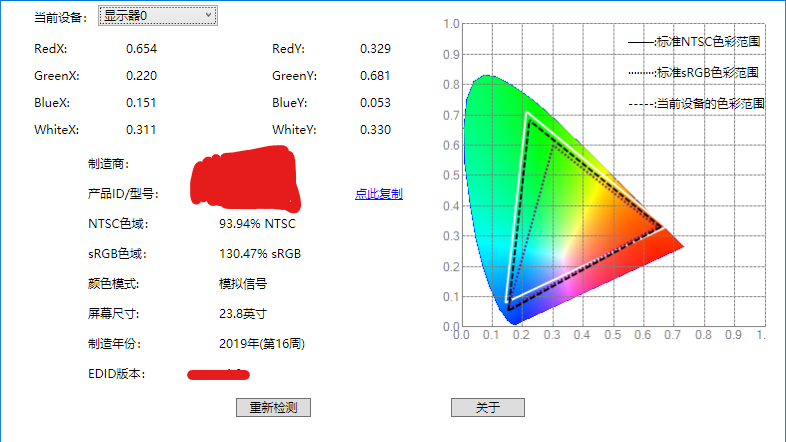 当前设备： 显示器0
RedX: 0.654 RedY: 0.329
GreenX: 0.220 GreenY: 0.681
BlueX: 0.151 BlueY: 0.053
WhiteX: 0.311 WhiteY: 0.330
制造商：
产品ID/型号： 点此复制
NTSC色域： 93.94% NTSC
sRGB色域： 130.47% sRGB
颜色模式： 模拟信号
屏幕尺寸： 23.8英寸
制造年份： 2019年(第16周)
EDID版本：
重新检测 关于
:标准NTSC色彩范围
:标准sRGB色彩范围
:当前设备的色彩范围
1.0
0.9
0.8
0.7
0.6
0.5
0.4
0.3
0.2
0.1
0.0
0.0 0.1 0.2 0.3 0.4 0.5 0.6 0.7 0.8 0.9 1.